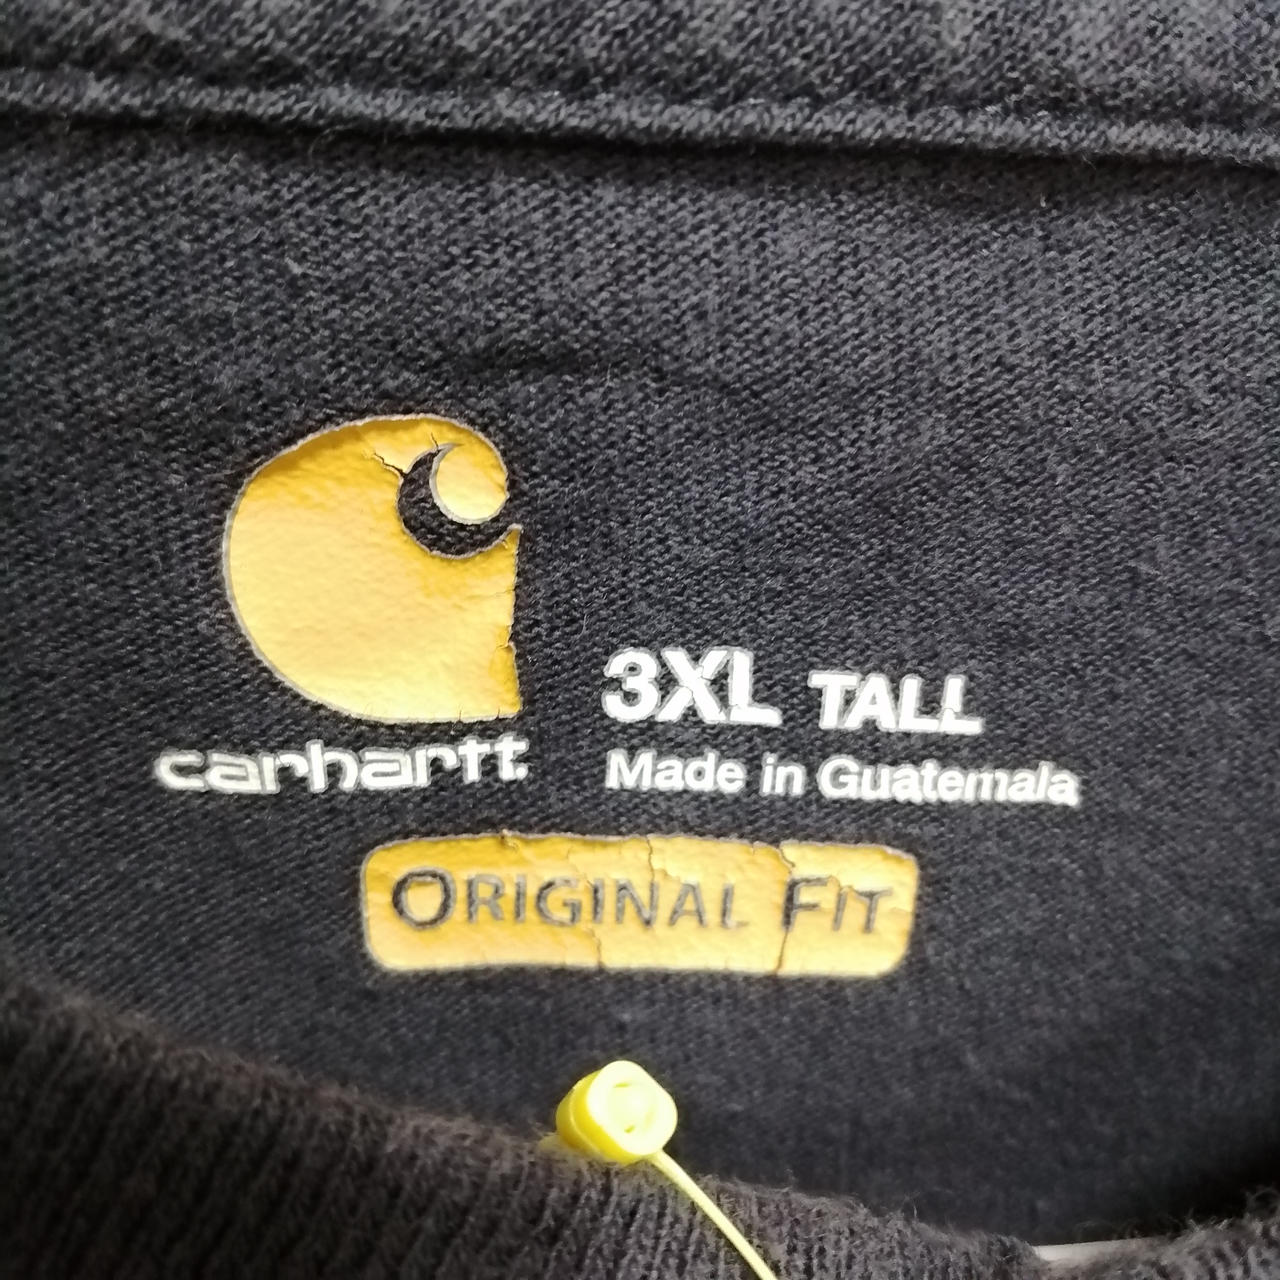 3XL TALL
carhartt
Made in Guatemala
ORIGINAL FIT